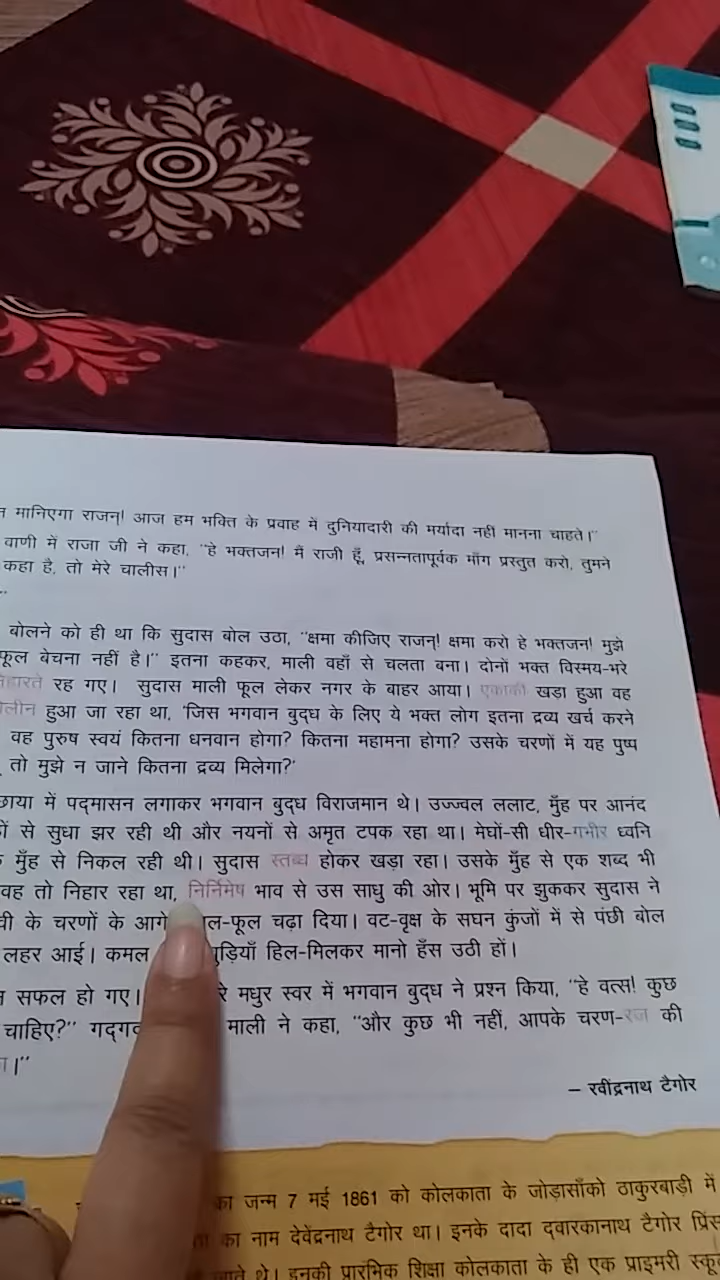 मानिएगा राजन्! आज हम भक्ति के प्रवाह में दुनियादारी की मर्यादा नहीं मानना चाहते।"
वाणी में राजा जी ने कहा, "हे भक्तजन! मैं राजी हूँ, प्रसन्नतापूर्वक माँग प्रस्तुत करो, तुमने
कहा है, तो मेरे चालीस।"
बोलने को ही था कि सुदास बोल उठा, "क्षमा कीजिए राजन्! क्षमा करो हे भक्तजन! मुझे
फूल बेचना नहीं है।" इतना कहकर, माली वहाँ से चलता बना। दोनों भक्त विस्मय-भरे
रह गए। सुदास माली फूल लेकर नगर के बाहर आया। एकाकी खड़ा हुआ वह
हुआ जा रहा था, 'जिस भगवान बुद्ध के लिए ये भक्त लोग इतना द्रव्य खर्च करने
वह पुरुष स्वयं कितना धनवान होगा? कितना महामना होगा? उसके चरणों में यह पुष्प
तो मुझे न जाने कितना द्रव्य मिलेगा?'
में पद्मासन लगाकर भगवान बुद्ध विराजमान थे। उज्ज्वल ललाट, मुँह पर आनंद
से सुधा झर रही थी और नयनों से अमृत टपक रहा था। मेघों-सी धीर-गंभीर ध्वनि
मुँह से निकल रही थी। सुदास स्तब्ध होकर खड़ा रहा। उसके मुँह से एक शब्द भी
वह तो निहार रहा था, निर्निमेष भाव से उस साधु की ओर। भूमि पर झुककर सुदास ने
के चरणों के आगे फूल चढ़ा दिया। वट-वृक्ष के सघन कुंजों में से पंछी बोल
लहर आई। कमल हिल-मिलकर मानो हँस उठी हों।
सफल हो गए। मधुर स्वर में भगवान बुद्ध ने प्रश्न किया, "हे वत्स! कुछ
चाहिए?" माली ने कहा, "और कुछ भी नहीं, आपके चरण-रज की
– रवींद्रनाथ टैगोर
का जन्म 7 मई 1861 को कोलकाता के जोड़ासाँको ठाकुरबाड़ी में
का नाम देवेंद्रनाथ टैगोर था। इनके दादा द्वारकानाथ टैगोर प्रिंस
थे। इनकी प्रारंभिक शिक्षा कोलकाता के ही एक प्राइमरी